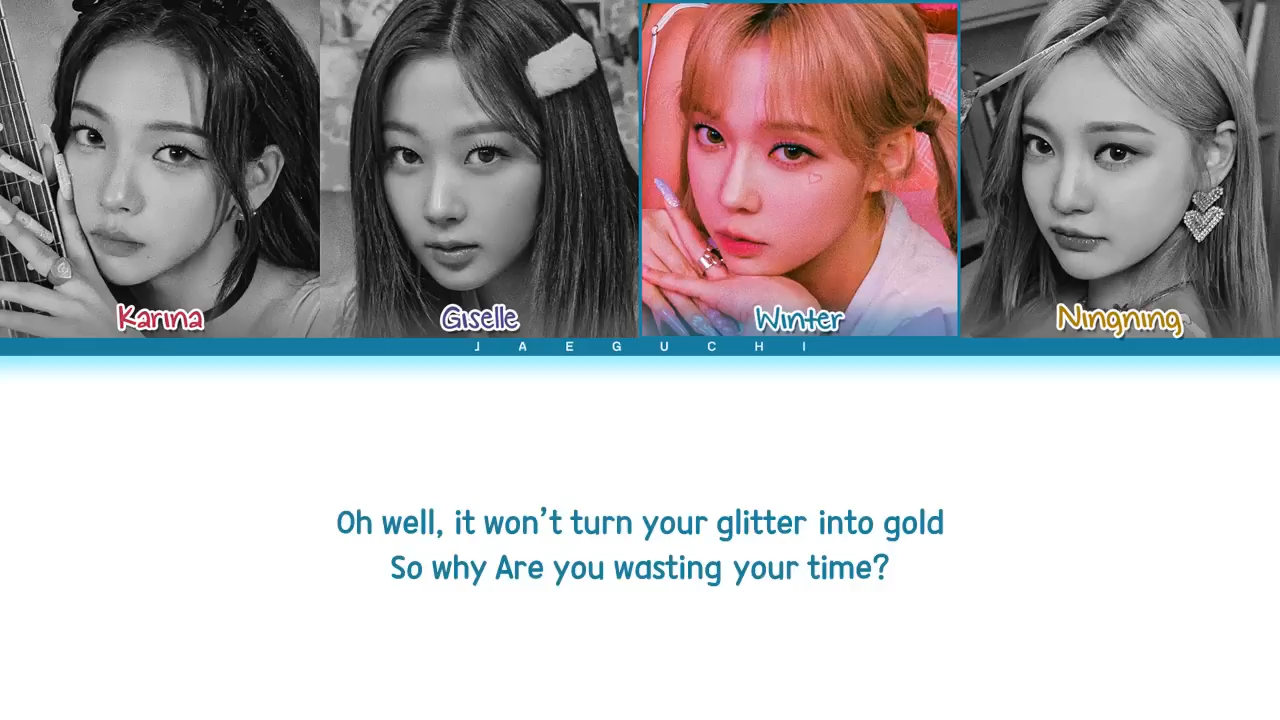 Karina Giselle Winter Ningning
JAEGUCHI
Oh well, it won’t turn your glitter into gold
So why Are you wasting your time?